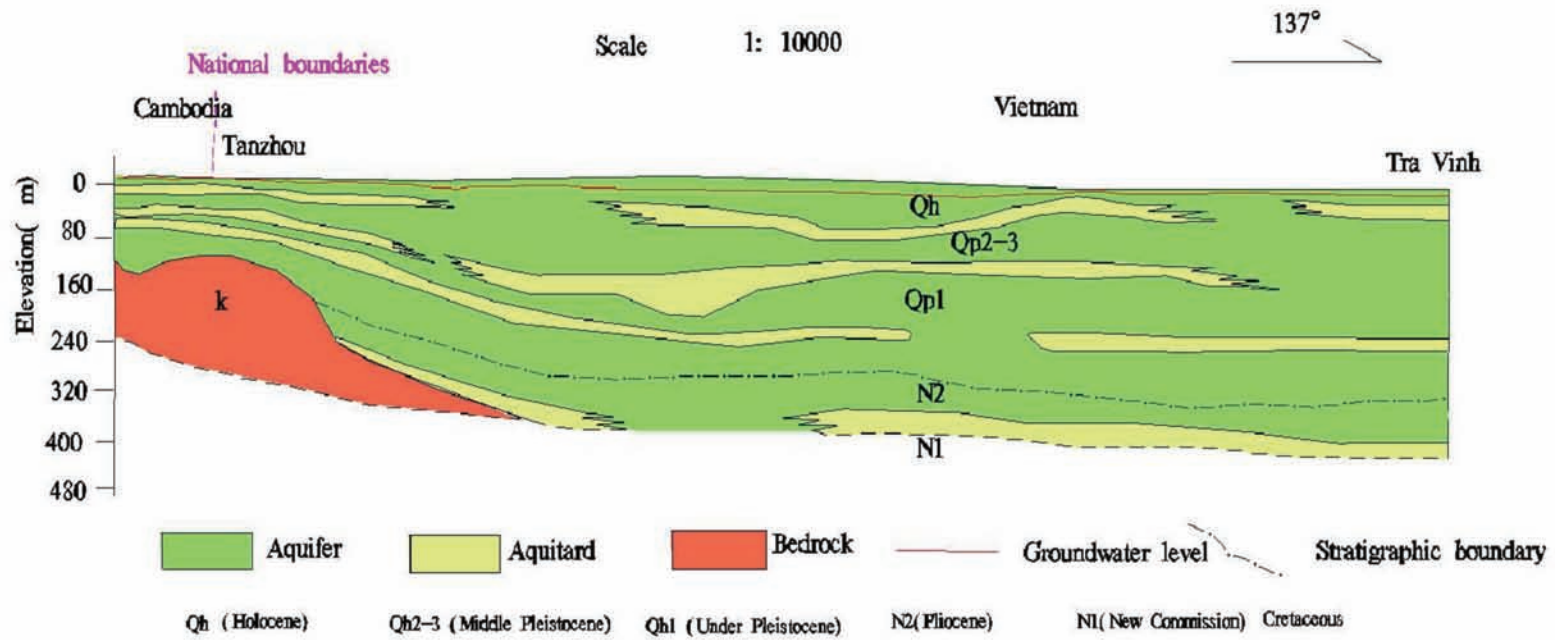 137°
Scale 1: 10000
National boundaries
Cambodia Vietnam
Tanzhou Tra Vinh
Elevation( m)
0
80
160
240
320
400
480
Qh
Qp2-3
k
Qp1
N2
N1
Aquifer Aquitard Bedrock Groundwater level Stratigraphic boundary
Qh (Holocene) Qh2-3 (Middle Pleistocene) Qh1 (Under Pleistocene) N2(Pliocene) N1(New Commission) Cretaceous